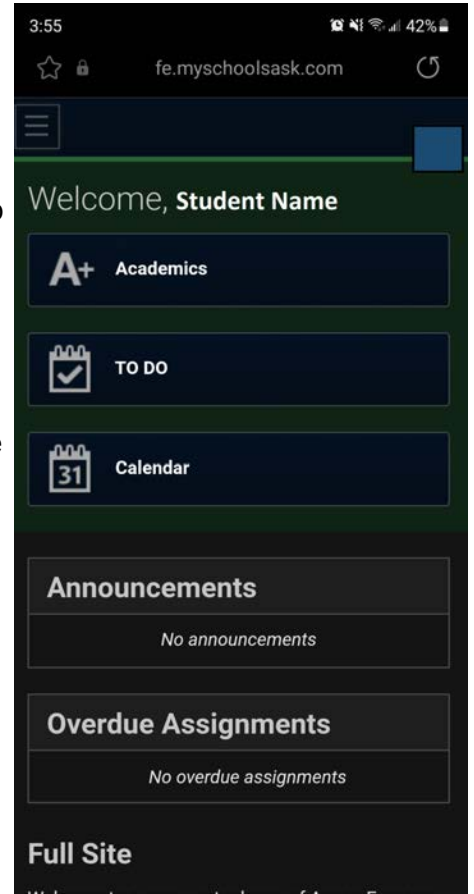 3:55 42%
fe.myschoolsask.com
Welcome, Student Name
A+ Academics
TO DO
31 Calendar
Announcements
No announcements
Overdue Assignments
No overdue assignments
Full Site